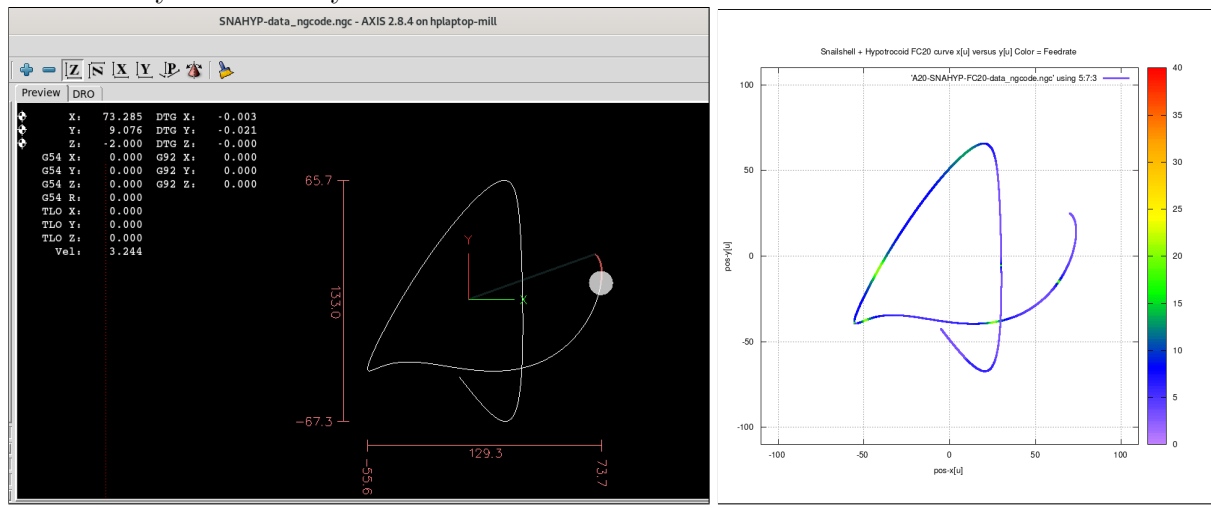 SNAHYP-data_ngcode.ngc - AXIS 2.8.4 on hplaptop-mill
Z N X Y P
Preview DRO
X: 73.285 DTG X: -0.003
Y: 9.076 DTG Y: -0.021
Z: -2.000 DTG Z: -0.000
G54 X: 0.000 G92 X: 0.000
G54 Y: 0.000 G92 Y: 0.000
G54 Z: 0.000 G92 Z: 0.000
G54 R: 0.000
TLO X: 0.000
TLO Y: 0.000
TLO Z: 0.000
Vel: 3.244
65.7
133.0
-67.3
Y
X
129.3
-55.6
73.7
Snailshell + Hypotrocoid FC20 curve x[u] versus y[u] Color = Feedrate
'A20-SNAHYP-FC20-data_ngcode.ngc' using 5:7:3
100
50
0
-50
-100
pos-y[u]
-100 -50 0 50 100
pos-x[u]
40
35
30
25
20
15
10
5
0